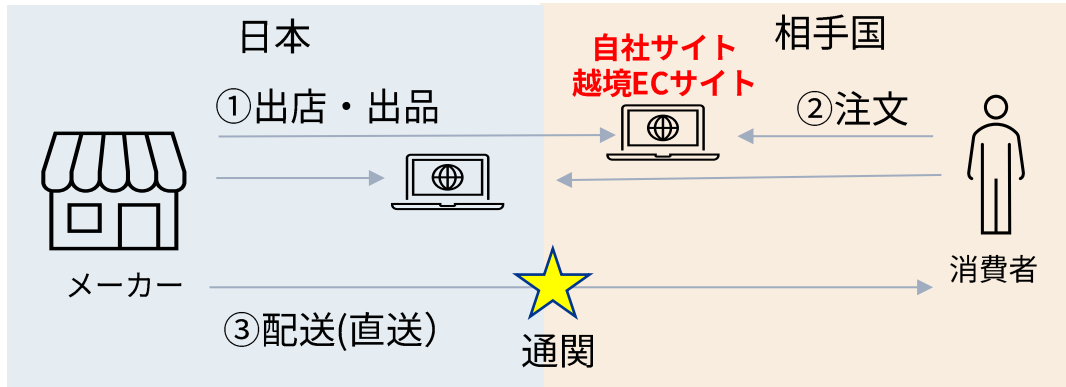 日本
相手国
自社サイト
越境ECサイト
①出店・出品
②注文
メーカー
消費者
③配送(直送）
通関